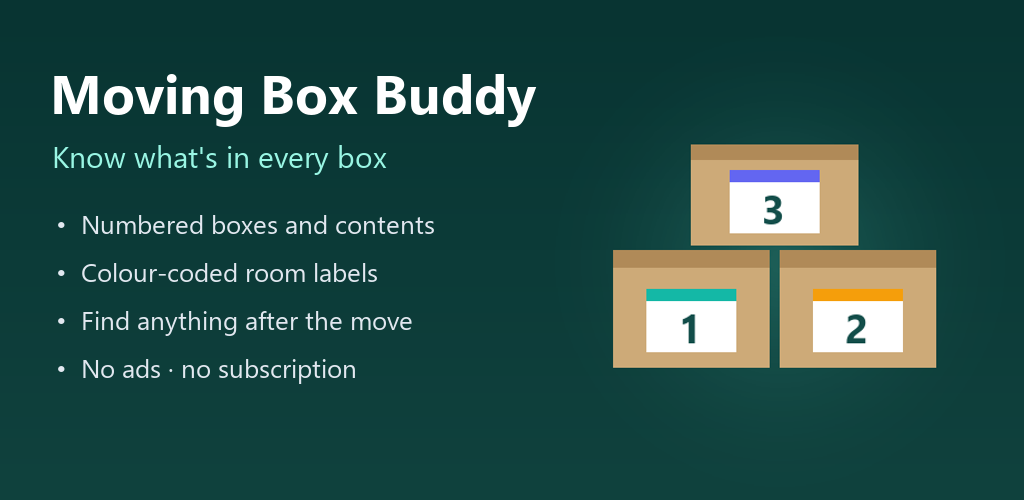 Moving Box Buddy
Know what's in every box
• Numbered boxes and contents
• Colour-coded room labels
• Find anything after the move
• No ads · no subscription
3
1
2